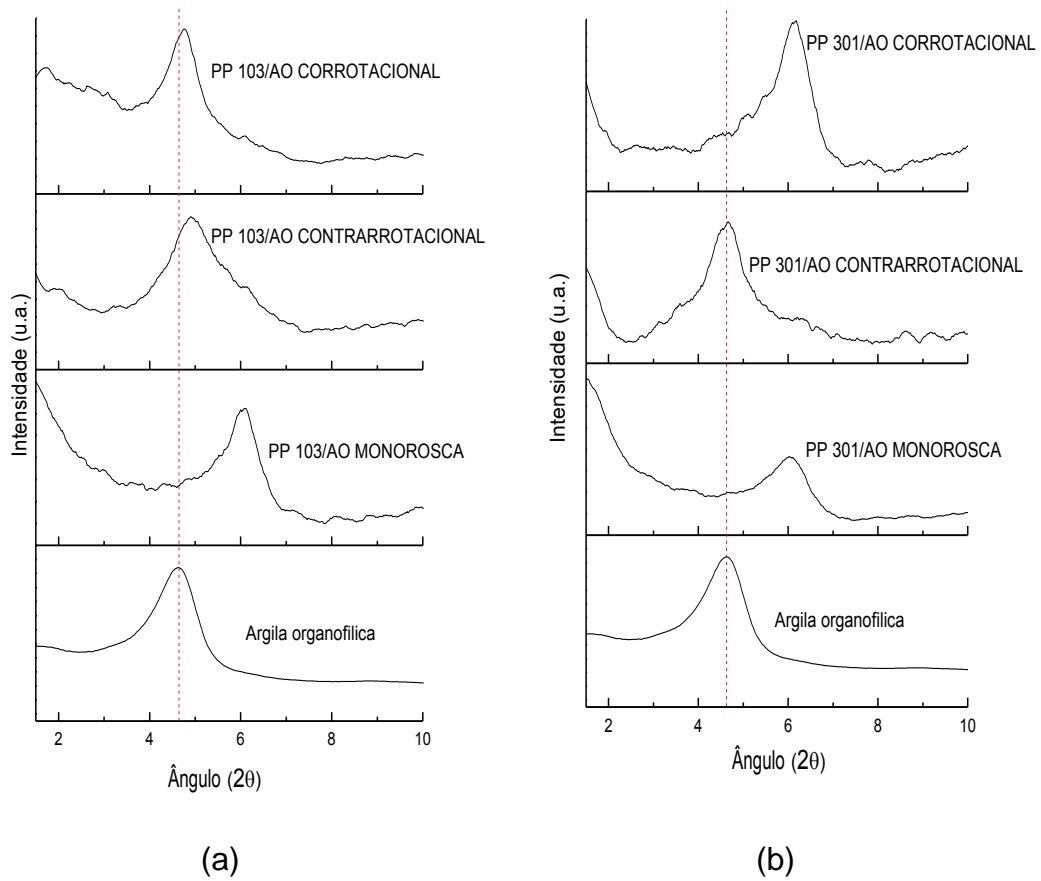 PP 103/AO CORROTACIONAL
PP 103/AO CONTRARROTACIONAL
PP 103/AO MONOROSCA
Argila organofilica
Intensidade (u.a.)
2 4 6 8 10
Ângulo (2θ)
(a)
PP 301/AO CORROTACIONAL
PP 301/AO CONTRARROTACIONAL
PP 301/AO MONOROSCA
Argila organofilica
Intensidade (u.a.)
2 4 6 8 10
Ângulo (2θ)
(b)